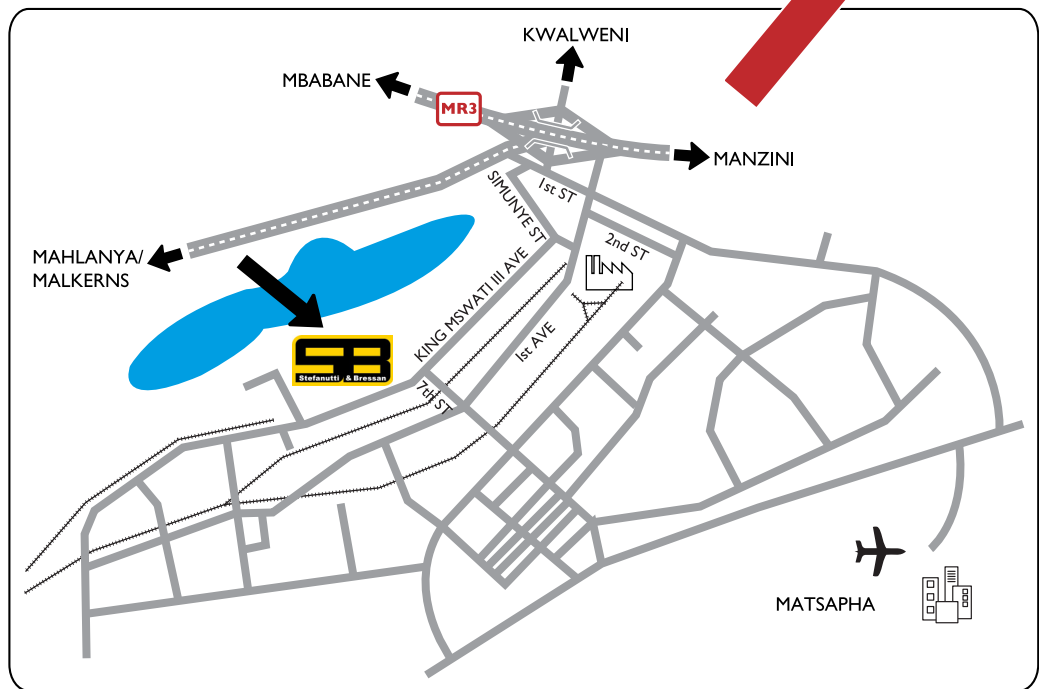 KWALWENI
MBABANE
MR3
MANZINI
1st ST
SIMUNYE ST
2nd ST
MAHLANYA/
MALKERNS
KING MSWATI III AVE
1st AVE
SB
Stefanutti & Bressan
7th ST
MATSAPHA